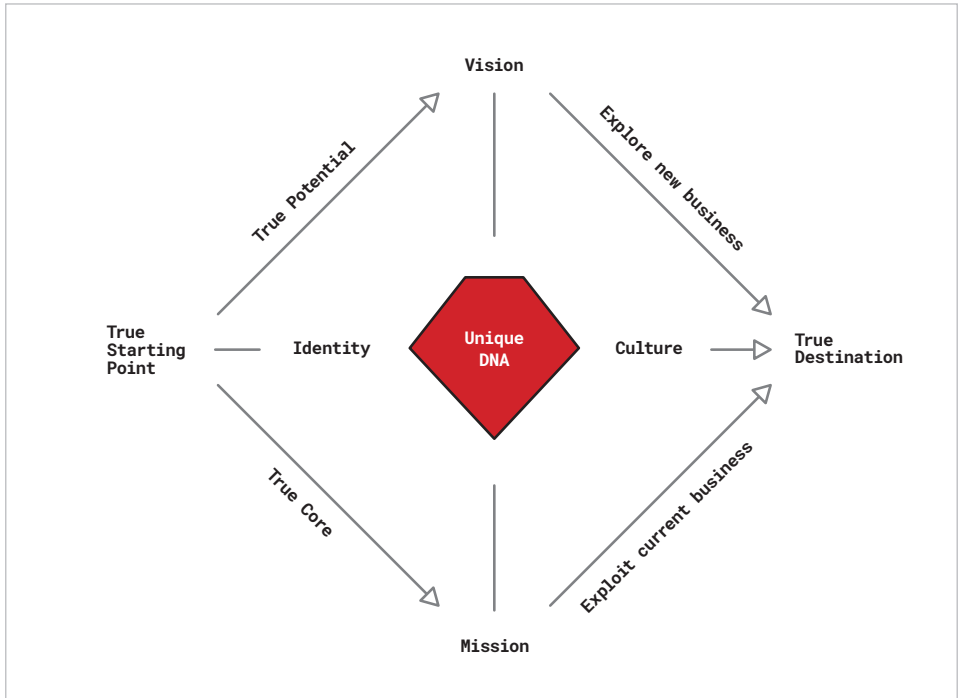 Vision
True Potential
Explore new business
True
Starting
Point
Identity
Unique
DNA
Culture
True
Destination
True Core
Exploit current business
Mission